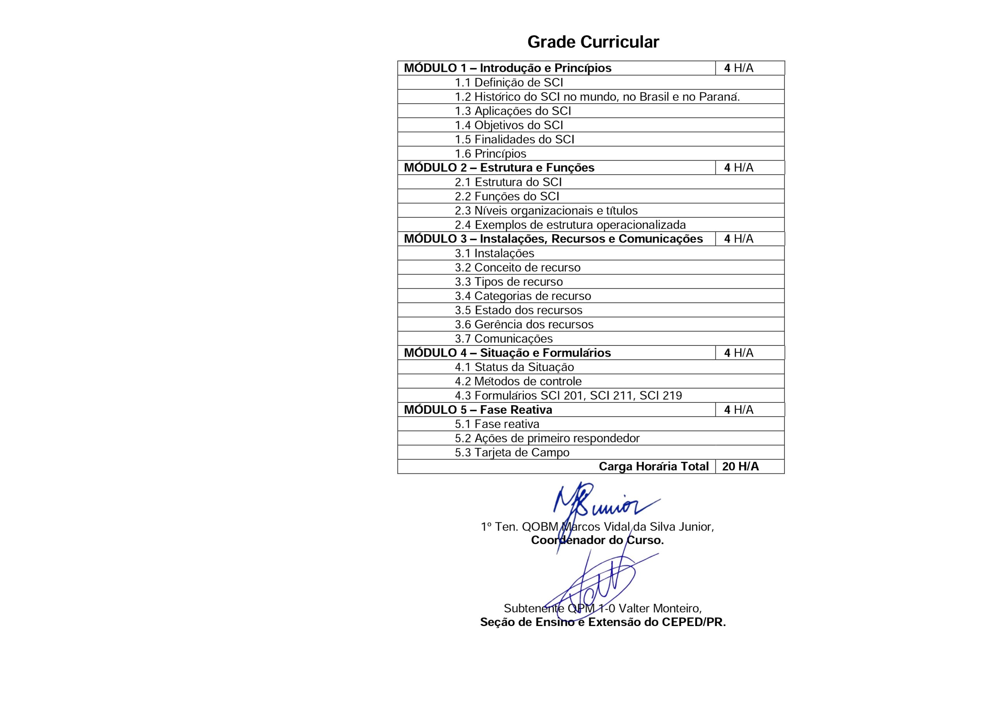 Grade Curricular
MÓDULO 1 – Introdução e Princípios 4 H/A
1.1 Definição de SCI
1.2 Histórico do SCI no mundo, no Brasil e no Paraná.
1.3 Aplicações do SCI
1.4 Objetivos do SCI
1.5 Finalidades do SCI
1.6 Princípios
MÓDULO 2 – Estrutura e Funções 4 H/A
2.1 Estrutura do SCI
2.2 Funções do SCI
2.3 Níveis organizacionais e títulos
2.4 Exemplos de estrutura operacionalizada
MÓDULO 3 – Instalações, Recursos e Comunicações 4 H/A
3.1 Instalações
3.2 Conceito de recurso
3.3 Tipos de recurso
3.4 Categorias de recurso
3.5 Estado dos recursos
3.6 Gerência dos recursos
3.7 Comunicações
MÓDULO 4 – Situação e Formulários 4 H/A
4.1 Status da Situação
4.2 Métodos de controle
4.3 Formulários SCI 201, SCI 211, SCI 219
MÓDULO 5 – Fase Reativa 4 H/A
5.1 Fase reativa
5.2 Ações de primeiro respondedor
5.3 Tarjeta de Campo
Carga Horária Total 20 H/A
1º Ten. QOBM Marcos Vidal da Silva Junior,
Coordenador do Curso.
Subtenente QPM 1-0 Valter Monteiro,
Seção de Ensino e Extensão do CEPED/PR.